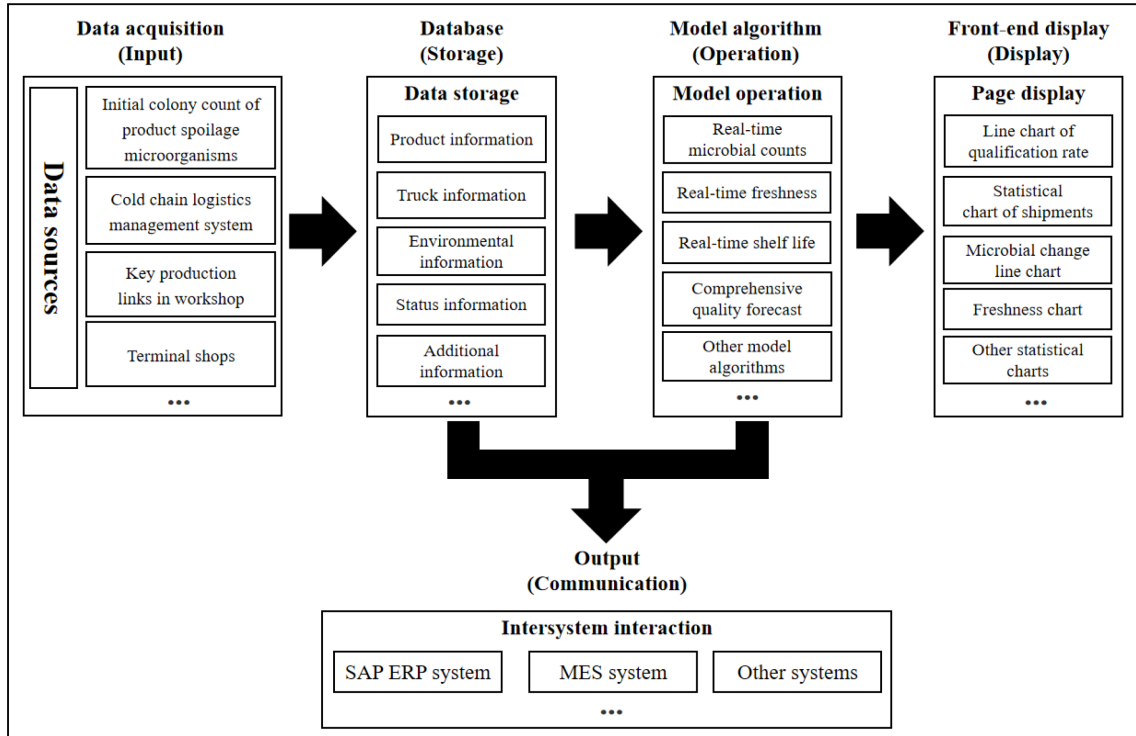 Data acquisition
(Input)
Data sources
Initial colony count of
product spoilage
microorganisms
Cold chain logistics
management system
Key production
links in workshop
Terminal shops
...
Database
(Storage)
Data storage
Product information
Truck information
Environmental
information
Status information
Additional
information
...
Model algorithm
(Operation)
Model operation
Real-time
microbial counts
Real-time freshness
Real-time shelf life
Comprehensive
quality forecast
Other model
algorithms
...
Front-end display
(Display)
Page display
Line chart of
qualification rate
Statistical
chart of shipments
Microbial change
line chart
Freshness chart
Other statistical
charts
...
Output
(Communication)
Intersystem interaction
SAP ERP system
MES system
Other systems
...